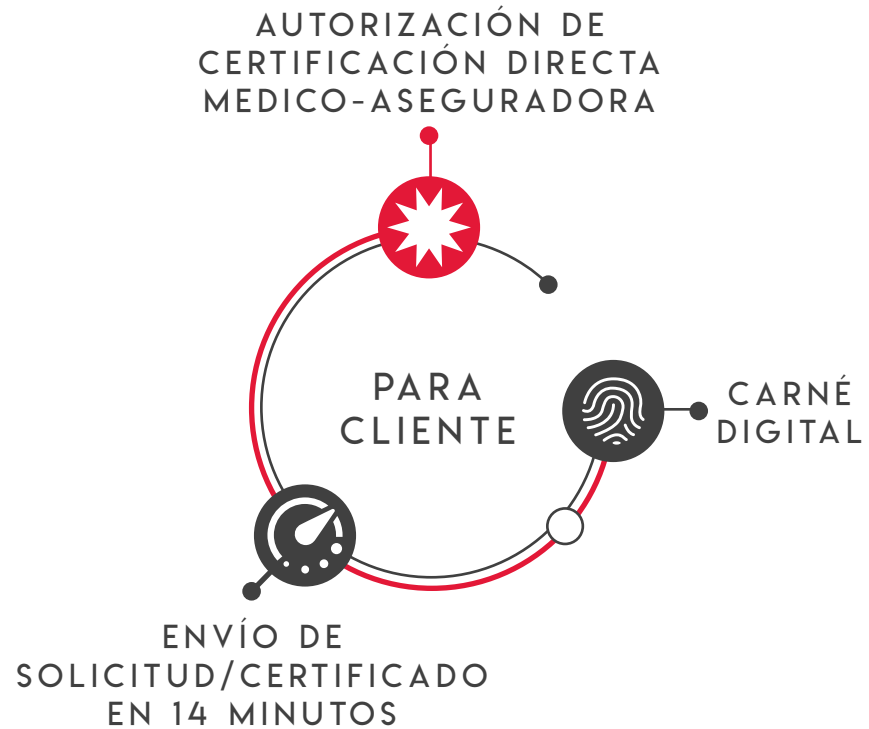 AUTORIZACIÓN DE
CERTIFICACIÓN DIRECTA
MEDICO-ASEGURADORA
PARA
CLIENTE
CARNÉ
DIGITAL
ENVÍO DE
SOLICITUD/CERTIFICADO
EN 14 MINUTOS